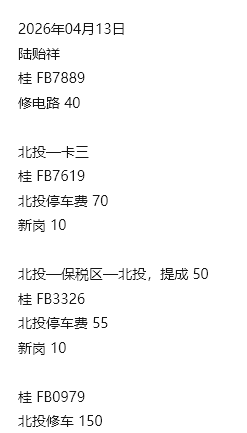 2026年04月13日
陆贻祥
桂 FB7889
修电路 40
北投—卡三
桂 FB7619
北投停车费 70
新岗 10
北投—保税区—北投，提成 50
桂 FB3326
北投停车费 55
新岗 10
桂 FB0979
北投修车 150